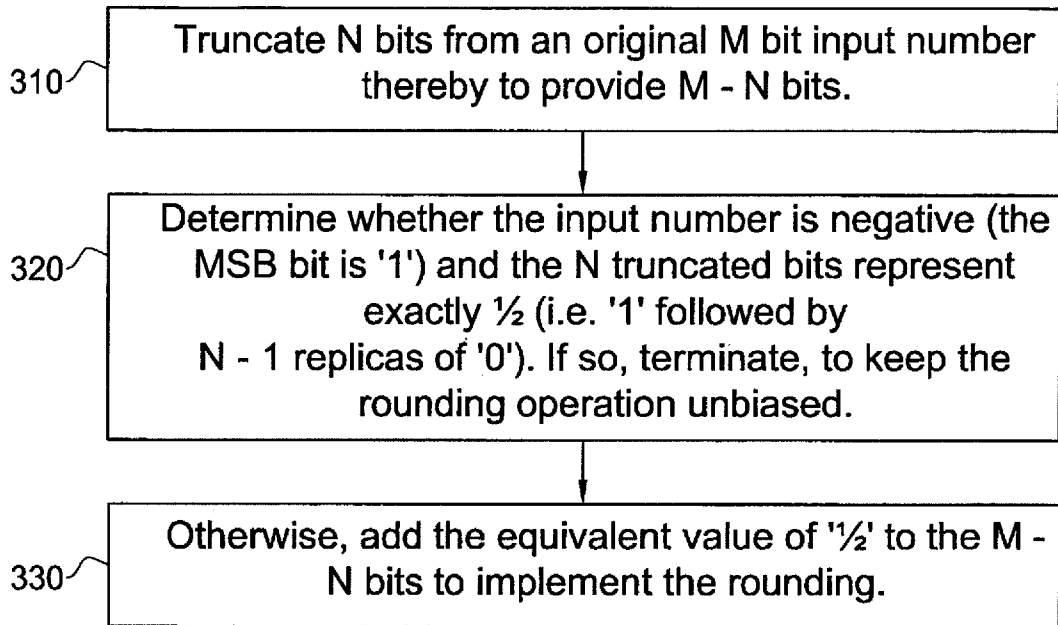 310
Truncate N bits from an original M bit input number
thereby to provide M - N bits.
320
Determine whether the input number is negative (the
MSB bit is '1') and the N truncated bits represent
exactly ½ (i.e. '1' followed by
N - 1 replicas of '0'). If so, terminate, to keep the
rounding operation unbiased.
330
Otherwise, add the equivalent value of '½' to the M -
N bits to implement the rounding.